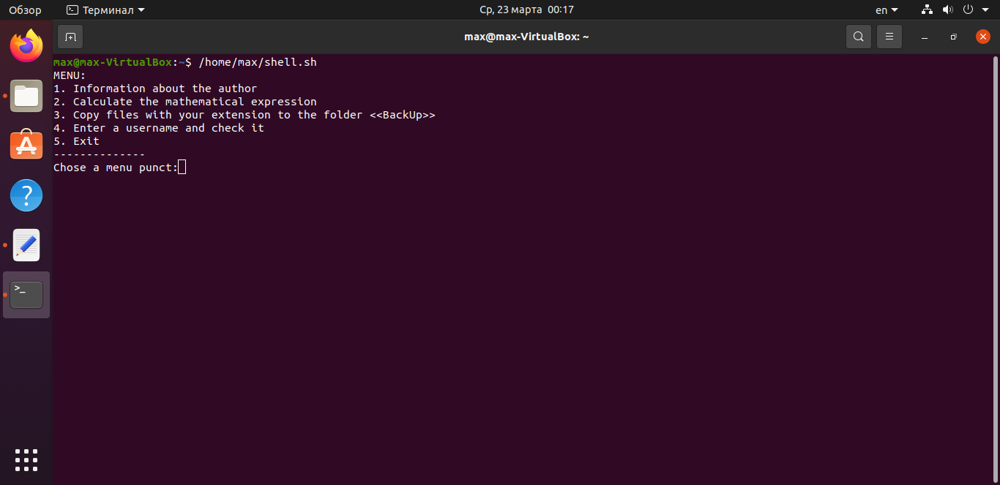 Обзор
Терминал
Ср, 23 марта 00:17
en
max@max-VirtualBox: ~
max@max-VirtualBox:~$ /home/max/shell.sh
MENU:
1. Information about the author
2. Calculate the mathematical expression
3. Copy files with your extension to the folder <<BackUp>>
4. Enter a username and check it
5. Exit
--------------
Chose a menu punct: